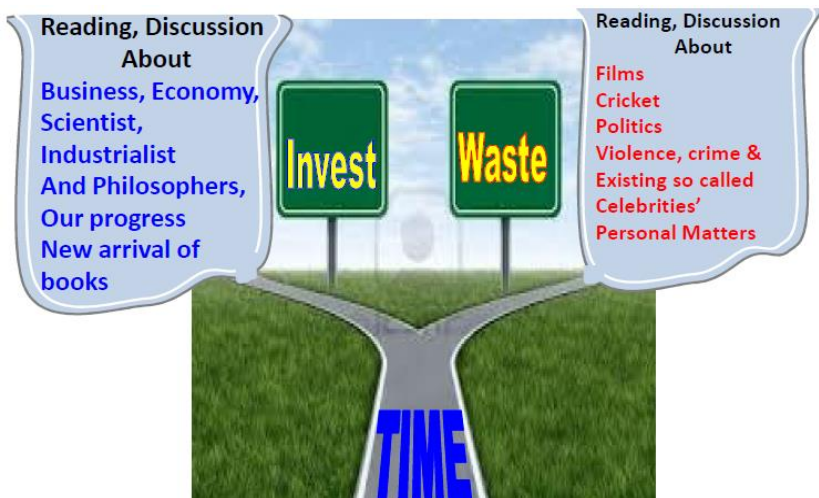 Reading, Discussion
About
Business, Economy,
Scientist,
Industrialist
And Philosophers,
Our progress
New arrival of
books
Invest
Waste
Reading, Discussion
About
Films
Cricket
Politics
Violence, crime &
Existing so called
Celebrities’
Personal Matters
TIME